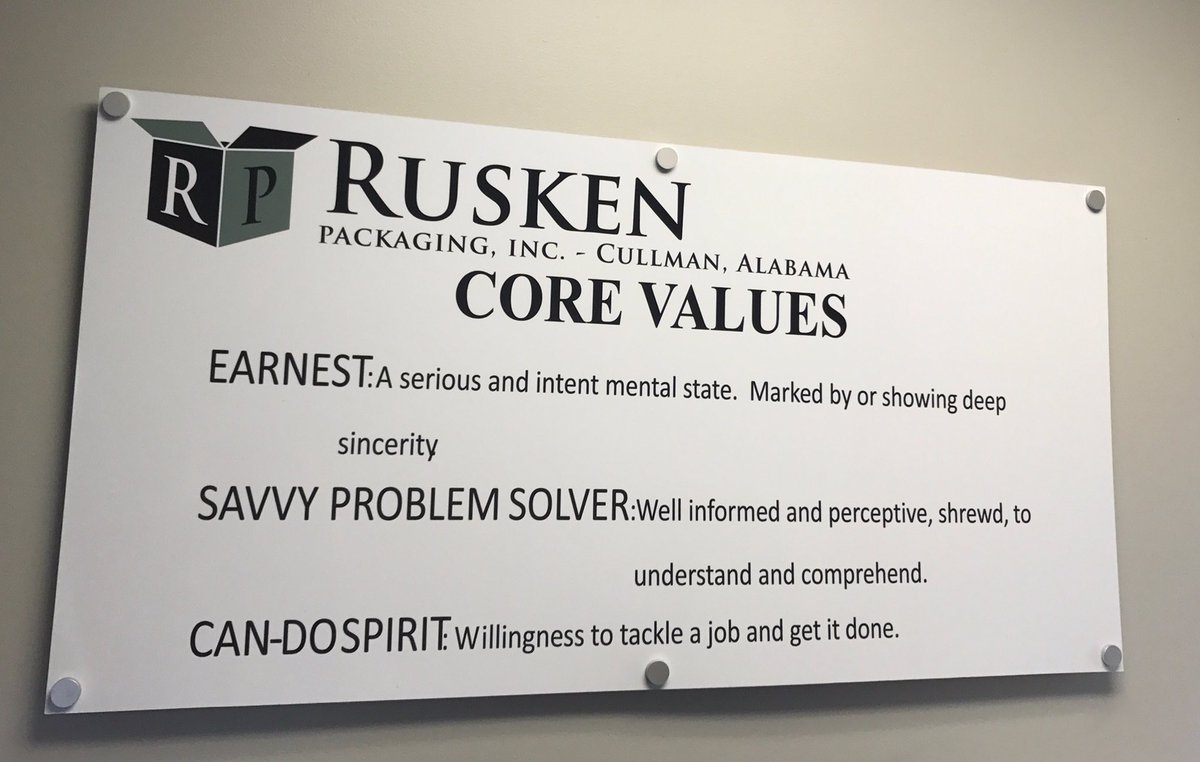 RP RUSKEN
PACKAGING, INC. - CULLMAN, ALABAMA
CORE VALUES
EARNEST: A serious and intent mental state. Marked by or showing deep
sincerity
SAVVY PROBLEM SOLVER: Well informed and perceptive, shrewd, to
understand and comprehend.
CAN-DOSPIRIT: Willingness to tackle a job and get it done.